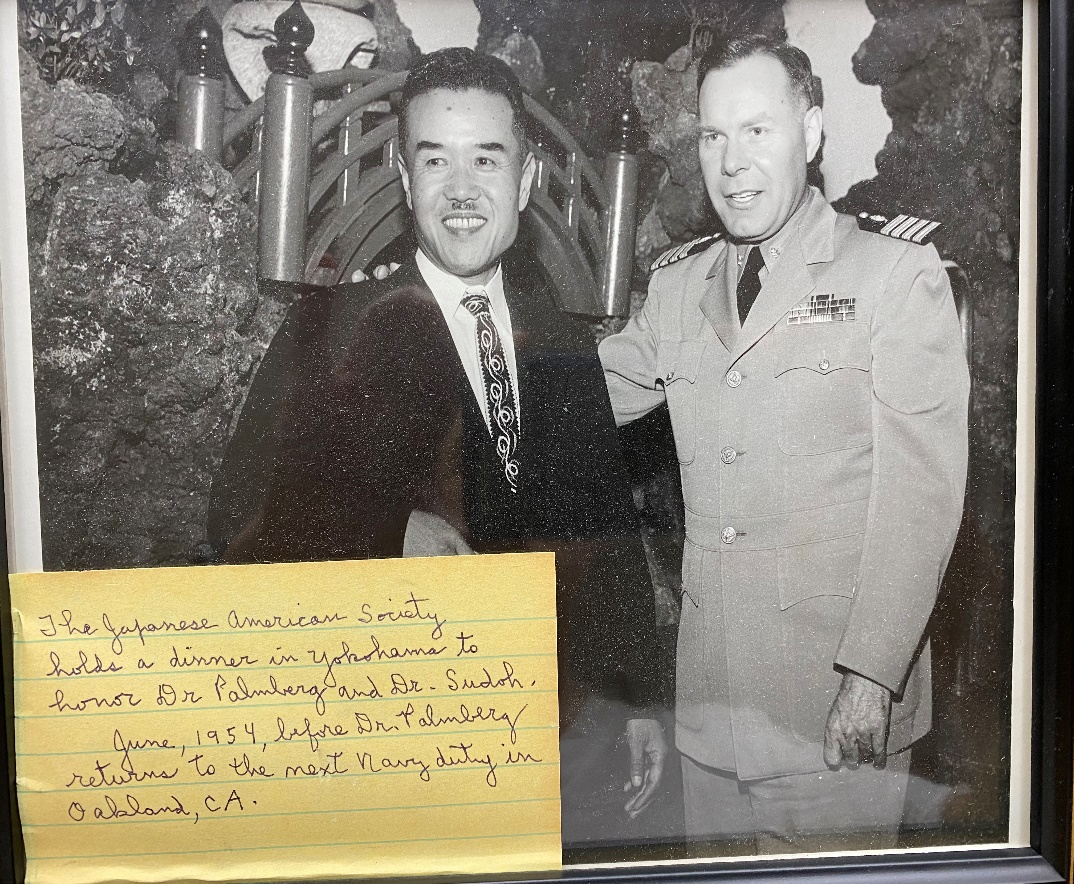 The Japanese American Society
holds a dinner in Yokohama to
honor Dr Palmberg and Dr. Sudoh.
June, 1954, before Dr. Palmberg
returns to the next Navy duty in
Oakland, CA.